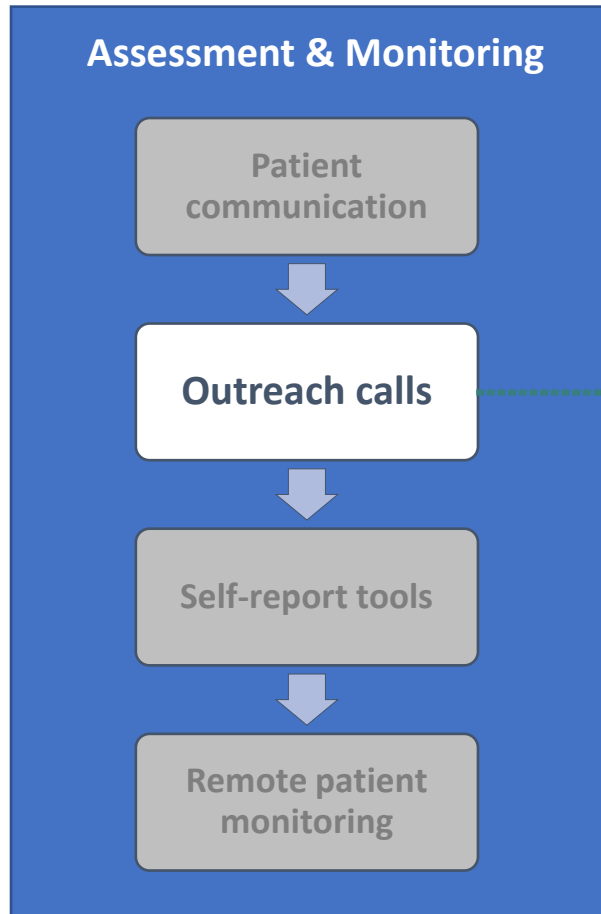 Assessment & Monitoring
Patient
communication
Outreach calls
Self-report tools
Remote patient
monitoring